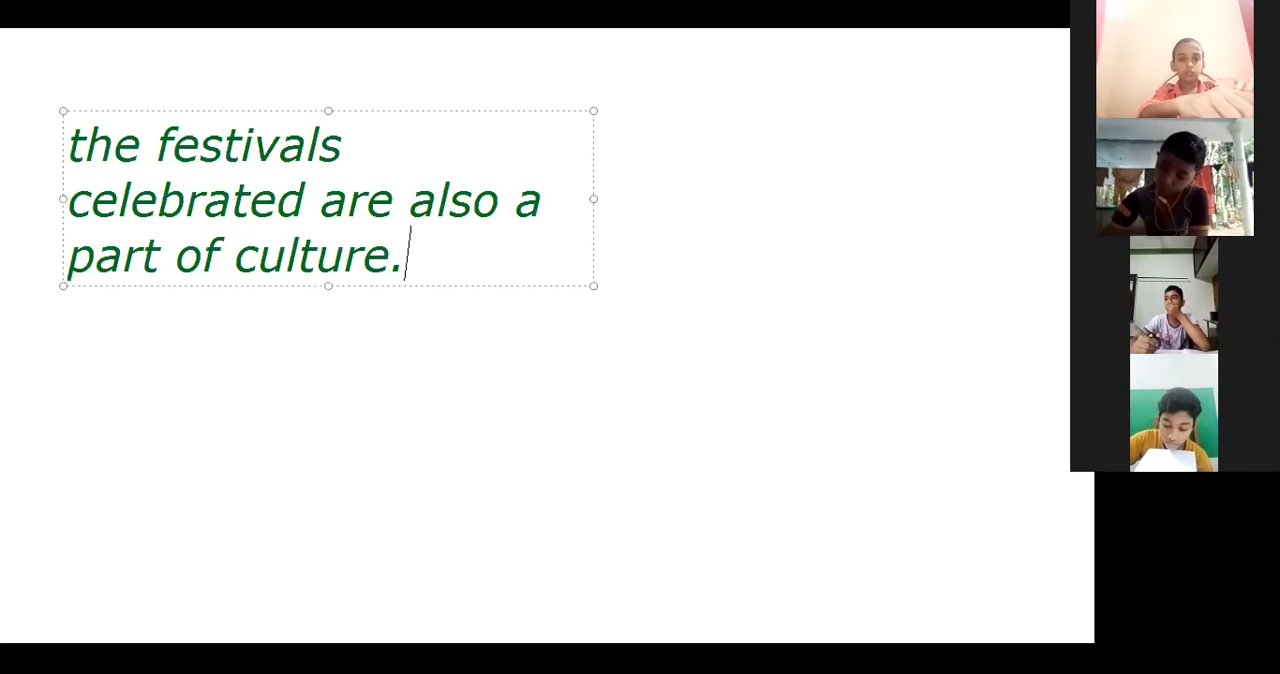 the festivals
celebrated are also a
part of culture.